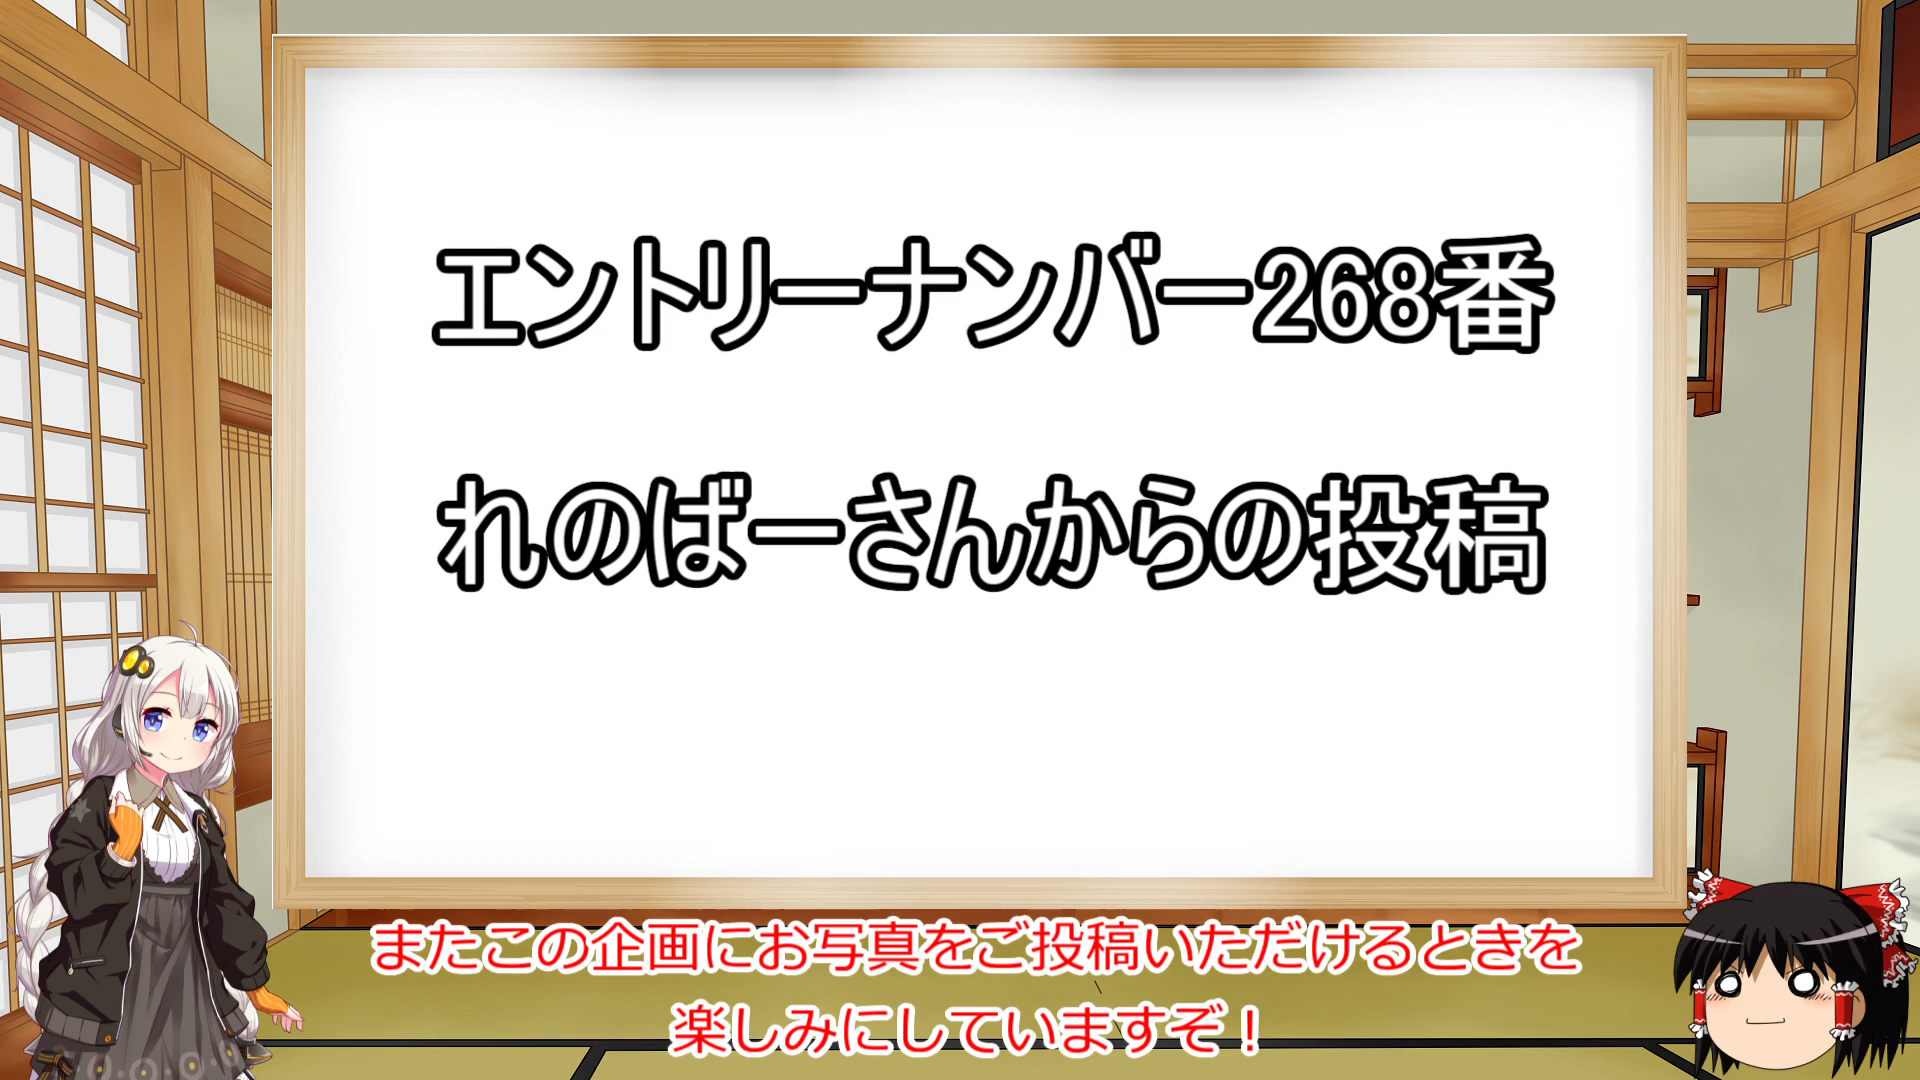 エントリーナンバー268番
れのばーさんからの投稿
またこの企画にお写真をご投稿いただけるときを
楽しみにしていますぞ！